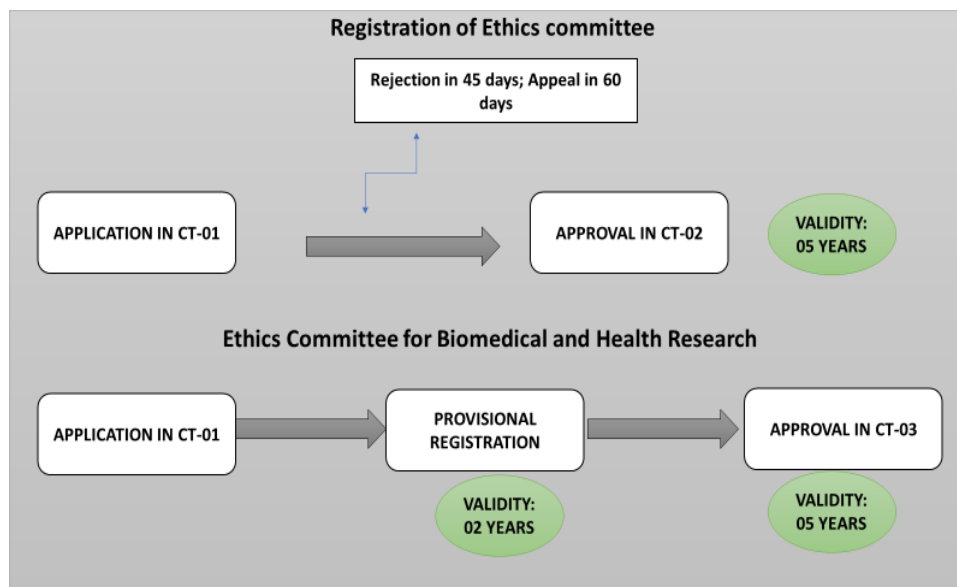 Registration of Ethics committee
Rejection in 45 days; Appeal in 60
days
APPLICATION IN CT-01
APPROVAL IN CT-02
VALIDITY:
05 YEARS
Ethics Committee for Biomedical and Health Research
APPLICATION IN CT-01
PROVISIONAL
REGISTRATION
APPROVAL IN CT-03
VALIDITY:
02 YEARS
VALIDITY:
05 YEARS